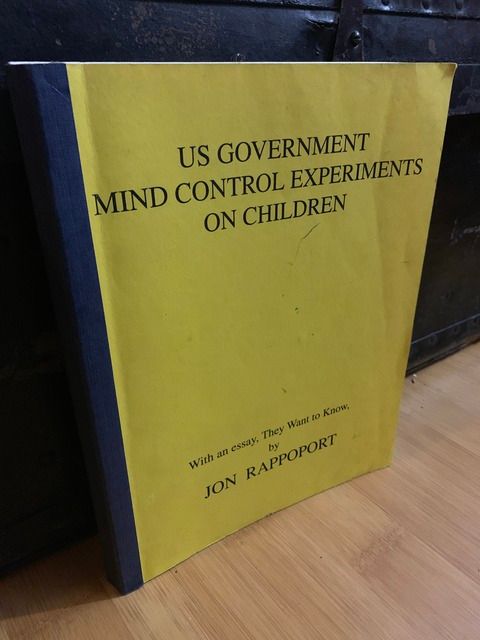 US GOVERNMENT
MIND CONTROL EXPERIMENTS
ON CHILDREN
With an essay, They Want to Know,
by
JON RAPPOPORT